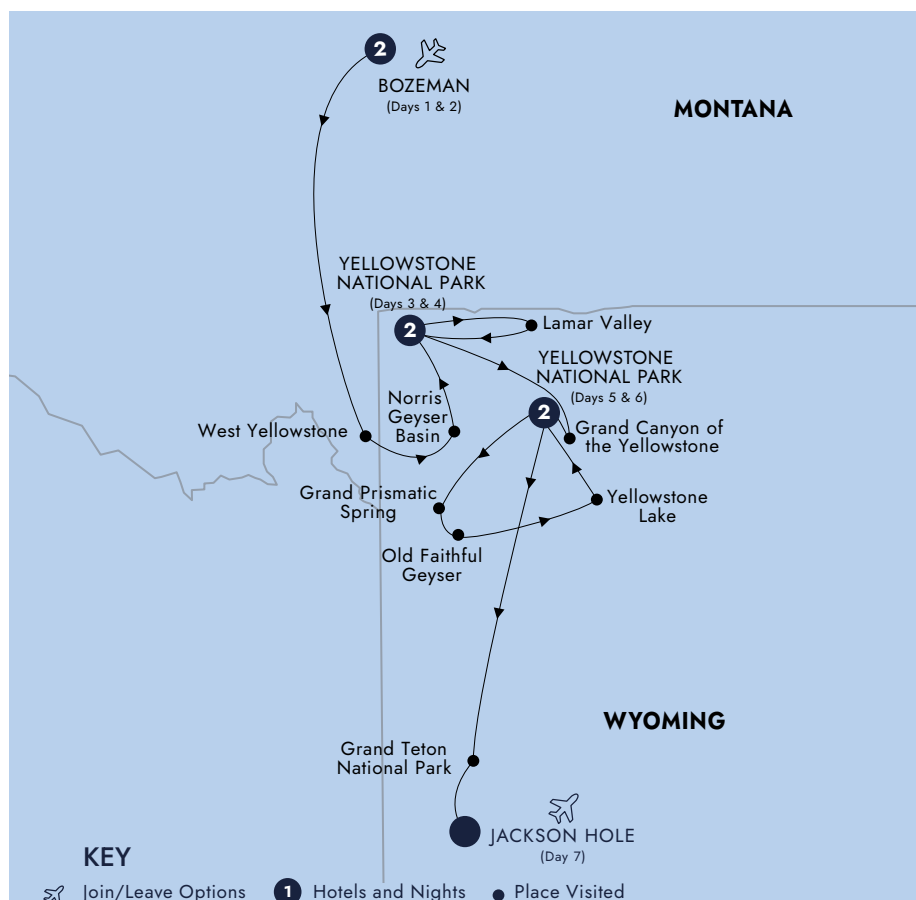 2
BOZEMAN
(Days 1 & 2)
MONTANA
YELLOWSTONE
NATIONAL PARK
(Days 3 & 4)
2
Lamar Valley
YELLOWSTONE
NATIONAL PARK
(Days 5 & 6)
2
Norris
Geyser
Basin
West Yellowstone
Grand Canyon of
the Yellowstone
Grand Prismatic
Spring
Yellowstone
Lake
Old Faithful
Geyser
WYOMING
Grand Teton
National Park
JACKSON HOLE
(Day 7)
KEY
Join/Leave Options
1 Hotels and Nights
Place Visited